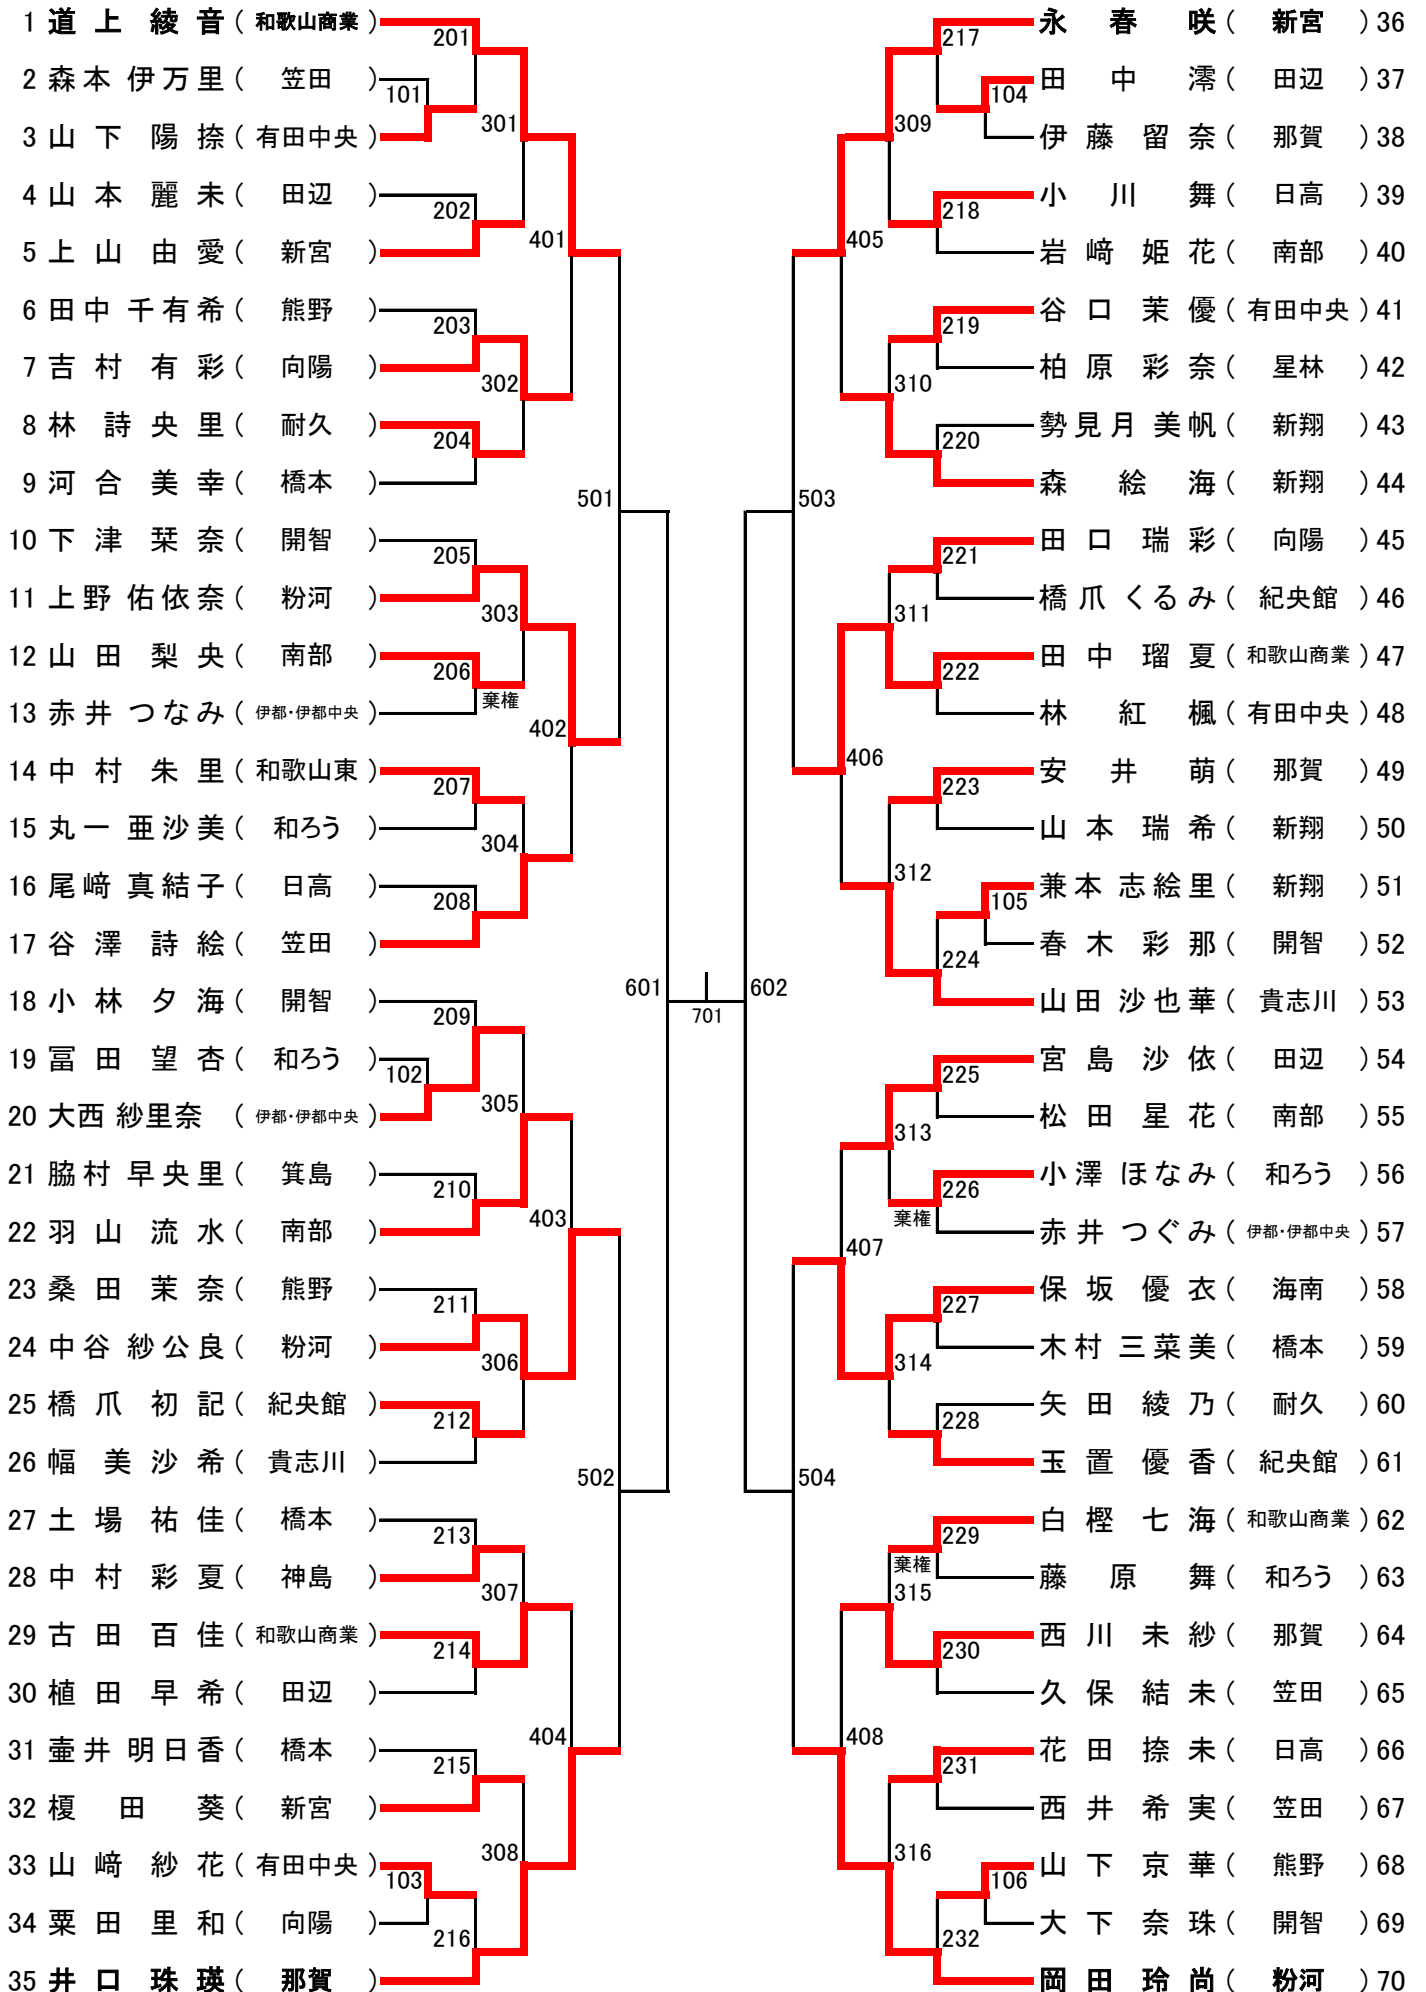 1 道上綾音 ( 和歌山商業 )
2 森本伊万里 ( 笠田 )
3 山下陽捺 ( 有田中央 )
4 山本麗未 ( 田辺 )
5 上山由愛 ( 新宮 )
6 田中千有希 ( 熊野 )
7 吉村有彩 ( 向陽 )
8 林詩央里 ( 耐久 )
9 河合美幸 ( 橋本 )
10 下津栞奈 ( 開智 )
11 上野佑依奈 ( 粉河 )
12 山田梨央 ( 南部 )
13 赤井つなみ ( 伊都・伊都中央 )
14 中村朱里 ( 和歌山東 )
15 丸一亜沙美 ( 和ろう )
16 尾﨑真結子 ( 日高 )
17 谷澤詩絵 ( 笠田 )
18 小林夕海 ( 開智 )
19 冨田望杏 ( 和ろう )
20 大西紗里奈 ( 伊都・伊都中央 )
21 脇村早央里 ( 箕島 )
22 羽山流水 ( 南部 )
23 桑田茉奈 ( 熊野 )
24 中谷紗公良 ( 粉河 )
25 橋爪初記 ( 紀央館 )
26 幅美沙希 ( 貴志川 )
27 土場祐佳 ( 橋本 )
28 中村彩夏 ( 神島 )
29 古田百佳 ( 和歌山商業 )
30 植田早希 ( 田辺 )
31 壷井明日香 ( 橋本 )
32 榎田葵 ( 新宮 )
33 山﨑紗花 ( 有田中央 )
34 粟田里和 ( 向陽 )
35 井口珠瑛 ( 那賀 )
101
102
103
201
202
203
204
205
206
棄権
207
208
209
210
211
212
213
214
215
216
301
302
303
304
305
306
307
308
401
402
403
404
501
502
601
701
602
503
504
405
406
407
408
309
310
311
312
313
314
315
316
217
218
219
220
221
222
223
224
225
226
棄権
227
228
229
棄権
230
231
232
104
105
106
永春咲 ( 新宮 ) 36
田中澪 ( 田辺 ) 37
伊藤留奈 ( 那賀 ) 38
小川舞 ( 日高 ) 39
岩﨑姫花 ( 南部 ) 40
谷口茉優 ( 有田中央 ) 41
柏原彩奈 ( 星林 ) 42
勢見月美帆 ( 新翔 ) 43
森絵海 ( 新翔 ) 44
田口瑞彩 ( 向陽 ) 45
橋爪くるみ ( 紀央館 ) 46
田中瑠夏 ( 和歌山商業 ) 47
林紅楓 ( 有田中央 ) 48
安井萌 ( 那賀 ) 49
山本瑞希 ( 新翔 ) 50
兼本志絵里 ( 新翔 ) 51
春木彩那 ( 開智 ) 52
山田沙也華 ( 貴志川 ) 53
宮島沙依 ( 田辺 ) 54
松田星花 ( 南部 ) 55
小澤ほなみ ( 和ろう ) 56
赤井つぐみ ( 伊都・伊都中央 ) 57
保坂優衣 ( 海南 ) 58
木村三菜美 ( 橋本 ) 59
矢田綾乃 ( 耐久 ) 60
玉置優香 ( 紀央館 ) 61
白樫七海 ( 和歌山商業 ) 62
藤原舞 ( 和ろう ) 63
西川未紗 ( 那賀 ) 64
久保結未 ( 笠田 ) 65
花田捺未 ( 日高 ) 66
西井希実 ( 笠田 ) 67
山下京華 ( 熊野 ) 68
大下奈珠 ( 開智 ) 69
岡田玲尚 ( 粉河 ) 70